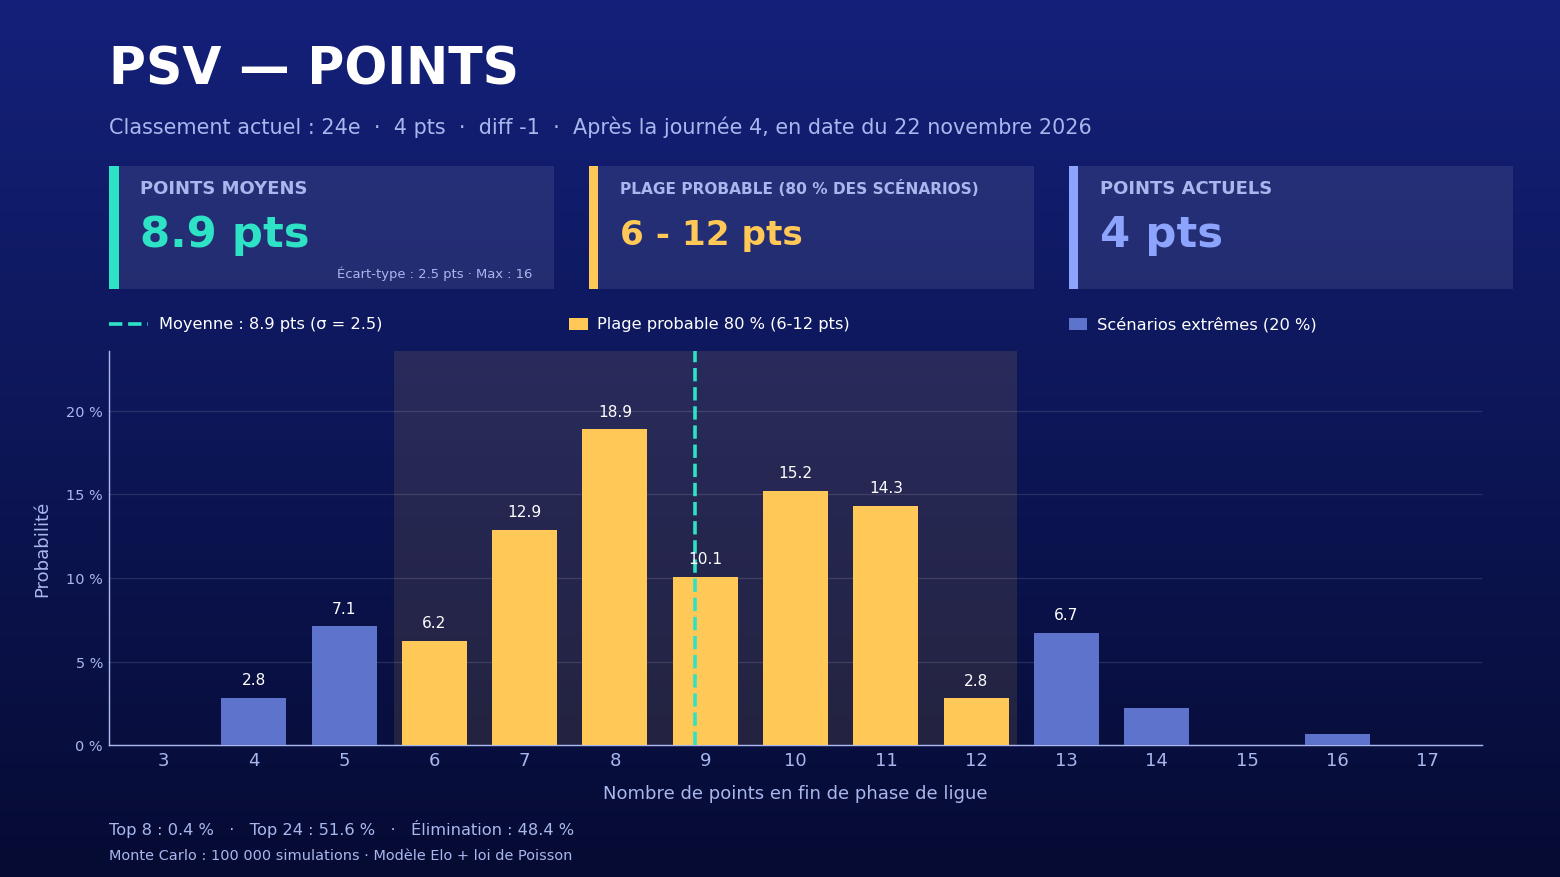 PSV — POINTS
Classement actuel : 24e · 4 pts · diff -1 · Après la journée 4, en date du 22 novembre 2026
POINTS MOYENS
8.9 pts
Écart-type : 2.5 pts · Max : 16
PLAGE PROBABLE (80 % DES SCÉNARIOS)
6 - 12 pts
POINTS ACTUELS
4 pts
Moyenne : 8.9 pts (σ = 2.5)
Plage probable 80 % (6-12 pts)
Scénarios extrêmes (20 %)
Probabilité
20 %
15 %
10 %
5 %
0 %
2.8
7.1
6.2
12.9
18.9
10.1
15.2
14.3
2.8
6.7
3 4 5 6 7 8 9 10 11 12 13 14 15 16 17
Nombre de points en fin de phase de ligue
Top 8 : 0.4 % · Top 24 : 51.6 % · Élimination : 48.4 %
Monte Carlo : 100 000 simulations · Modèle Elo + loi de Poisson